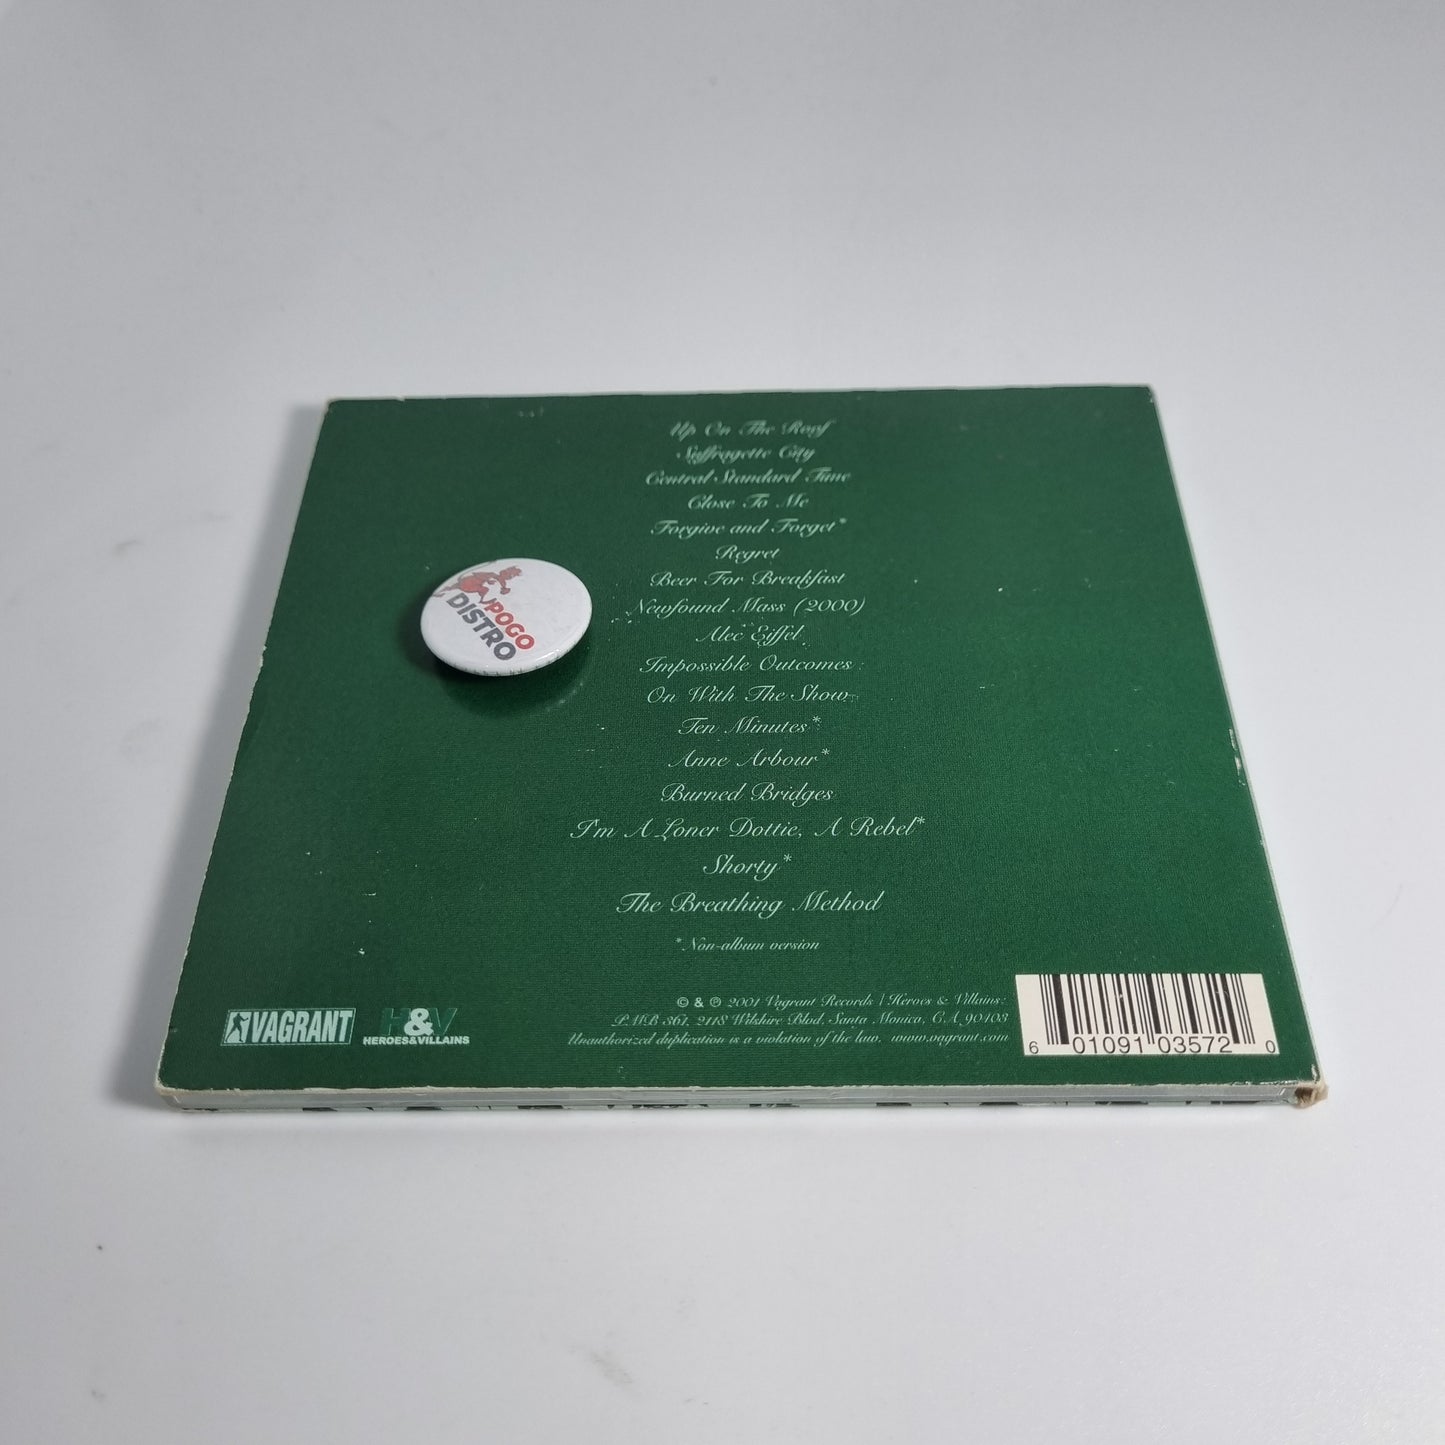 Up On The Roof
Suffragette City
Central Standard Time
Close To Me
Forgive and Forget*
Regret
Beer For Breakfast
Newfound Mass (2000)
Alec Eiffel
Impossible Outcomes
On With The Show
Ten Minutes*
Anne Arbour*
Burned Bridges
I'm A Loner Dottie, A Rebel*
Shorty*
The Breathing Method
*Non-album version
POGO
DISTRO
VAGRANT
H&V
HEROES&VILLAINS
© & ℗ 2001 Vagrant Records | Heroes & Villains:
PMB 361, 2118 Wilshire Blvd, Santa Monica, CA 90403
Unauthorized duplication is a violation of the law. www.vagrant.com
6 01091 03572 0